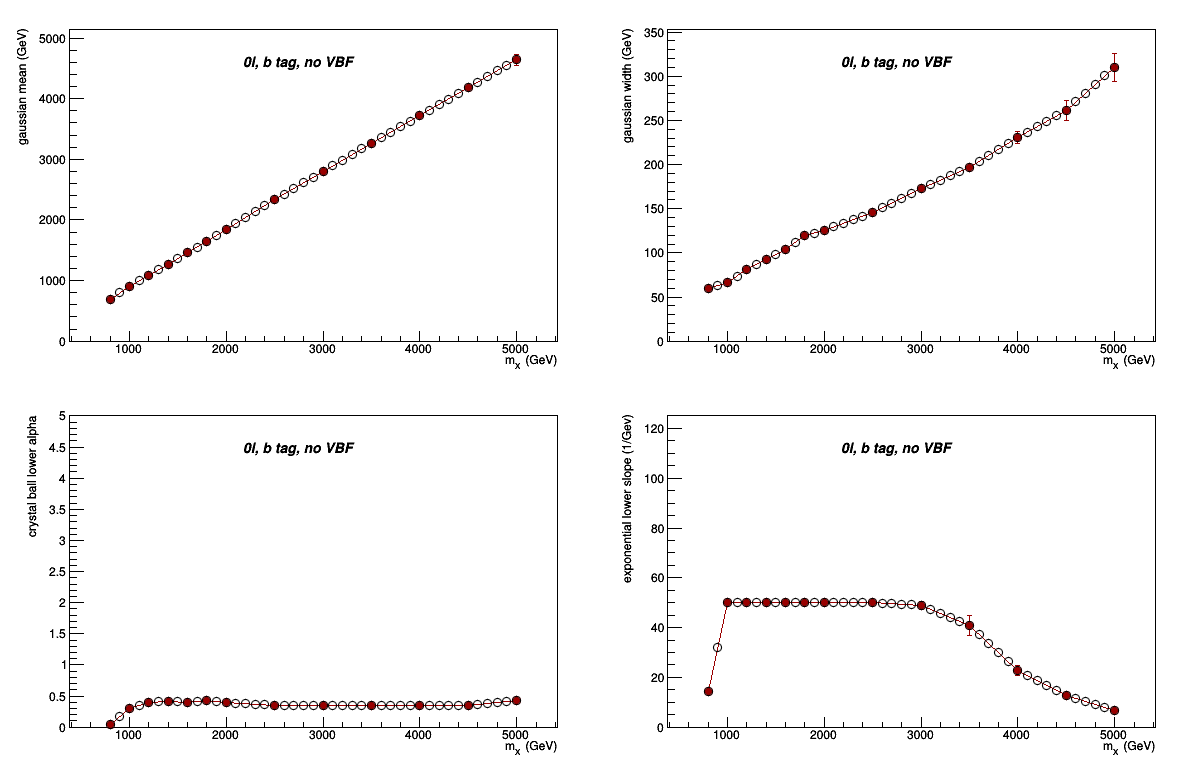 gaussian mean (GeV)
5000
4000
3000
2000
1000
0
0l, b tag, no VBF
1000 2000 3000 4000 5000
m_x (GeV)
gaussian width (GeV)
350
300
250
200
150
100
50
0
0l, b tag, no VBF
1000 2000 3000 4000 5000
m_x (GeV)
crystal ball lower alpha
5
4.5
4
3.5
3
2.5
2
1.5
1
0.5
0
0l, b tag, no VBF
1000 2000 3000 4000 5000
m_x (GeV)
exponential lower slope (1/Gev)
120
100
80
60
40
20
0
0l, b tag, no VBF
1000 2000 3000 4000 5000
m_x (GeV)